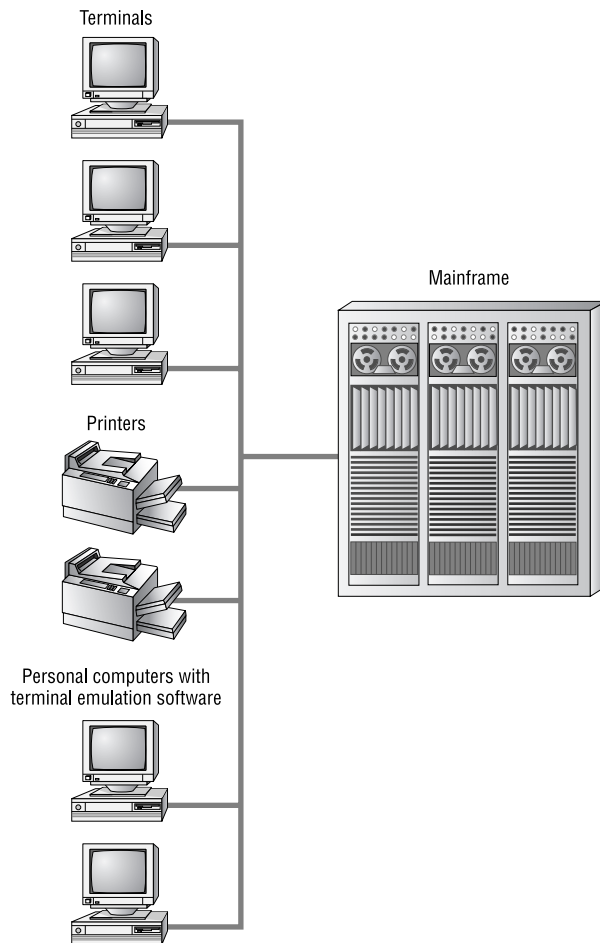 Terminals
Mainframe
Printers
Personal computers with
terminal emulation software